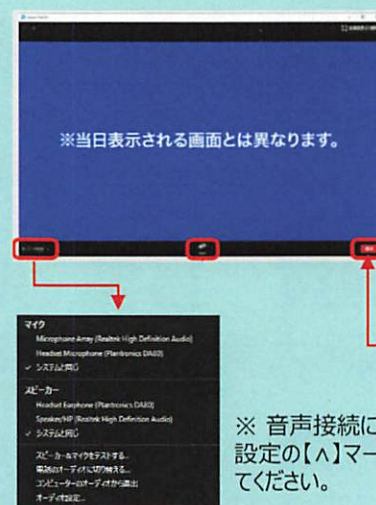 ※当日表示される画面とは異なります。
マイク
Microphone Array (Realtek High Definition Audio)
Headset Microphone (Plantronics DA80)
✓ システムと同じ
スピーカー
Headset Earphone (Plantronics DA80)
Speaker/HP (Realtek High Definition Audio)
✓ システムと同じ
スピーカー&マイクをテストする...
電話のオーディオに切り替える...
コンピューターのオーディオから退出
オーディオ設定...
※ 音声接続に
設定の【∧】マー
てください。